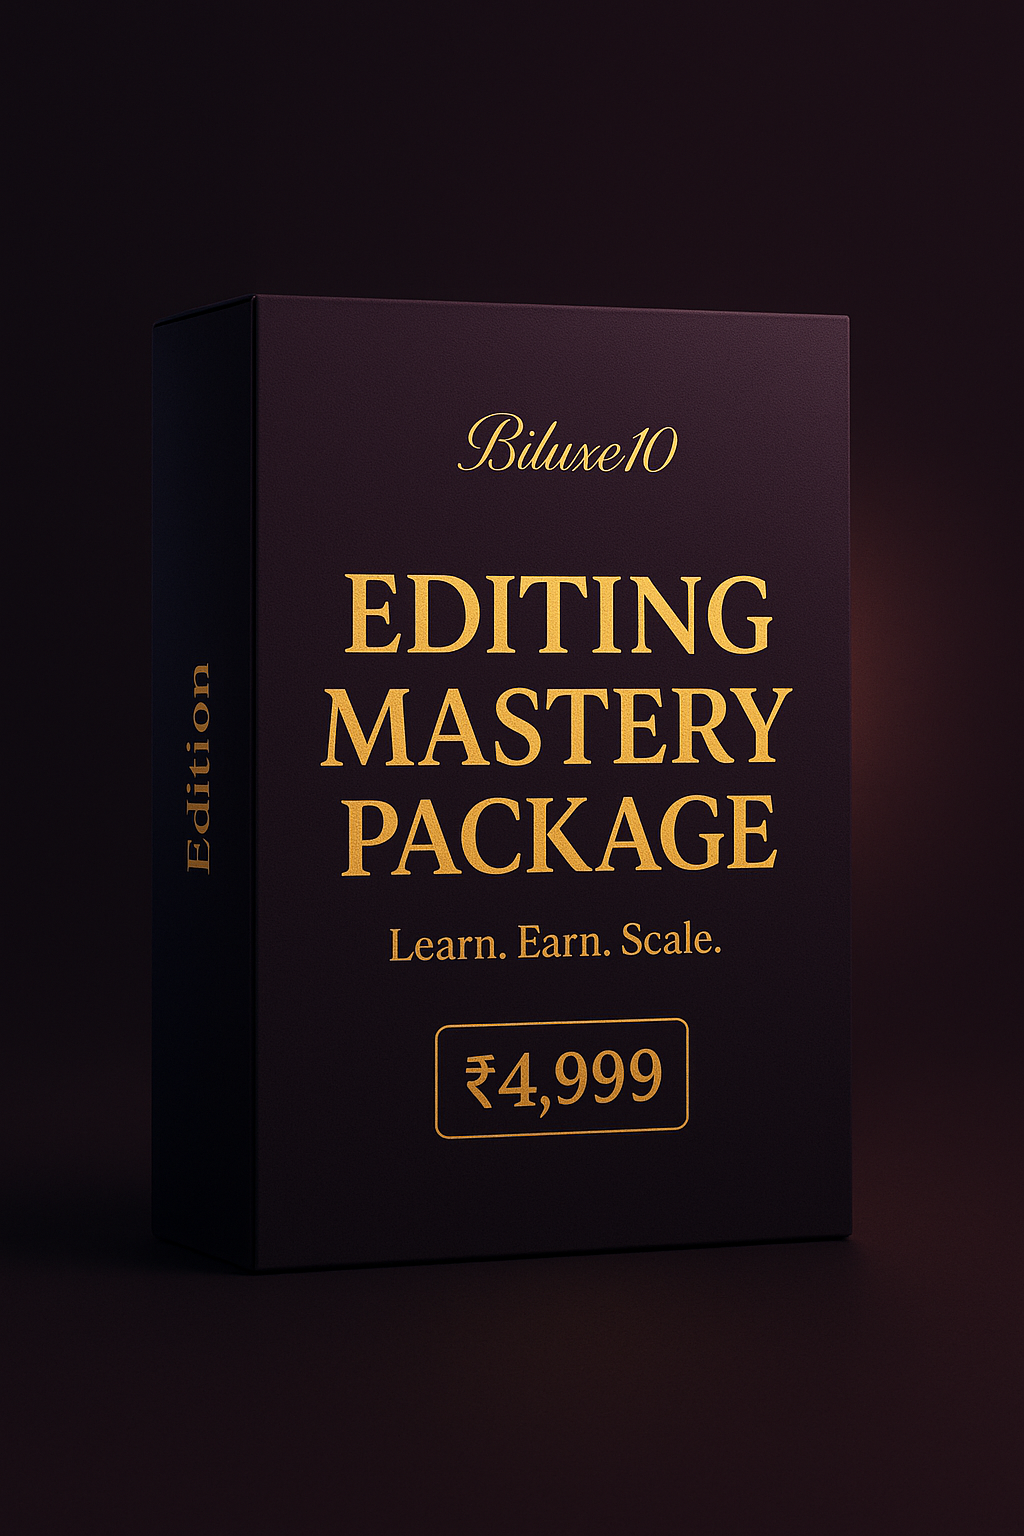 Biluxe10
EDITING
MASTERY
PACKAGE
Learn. Earn. Scale.
₹4,999
Edition